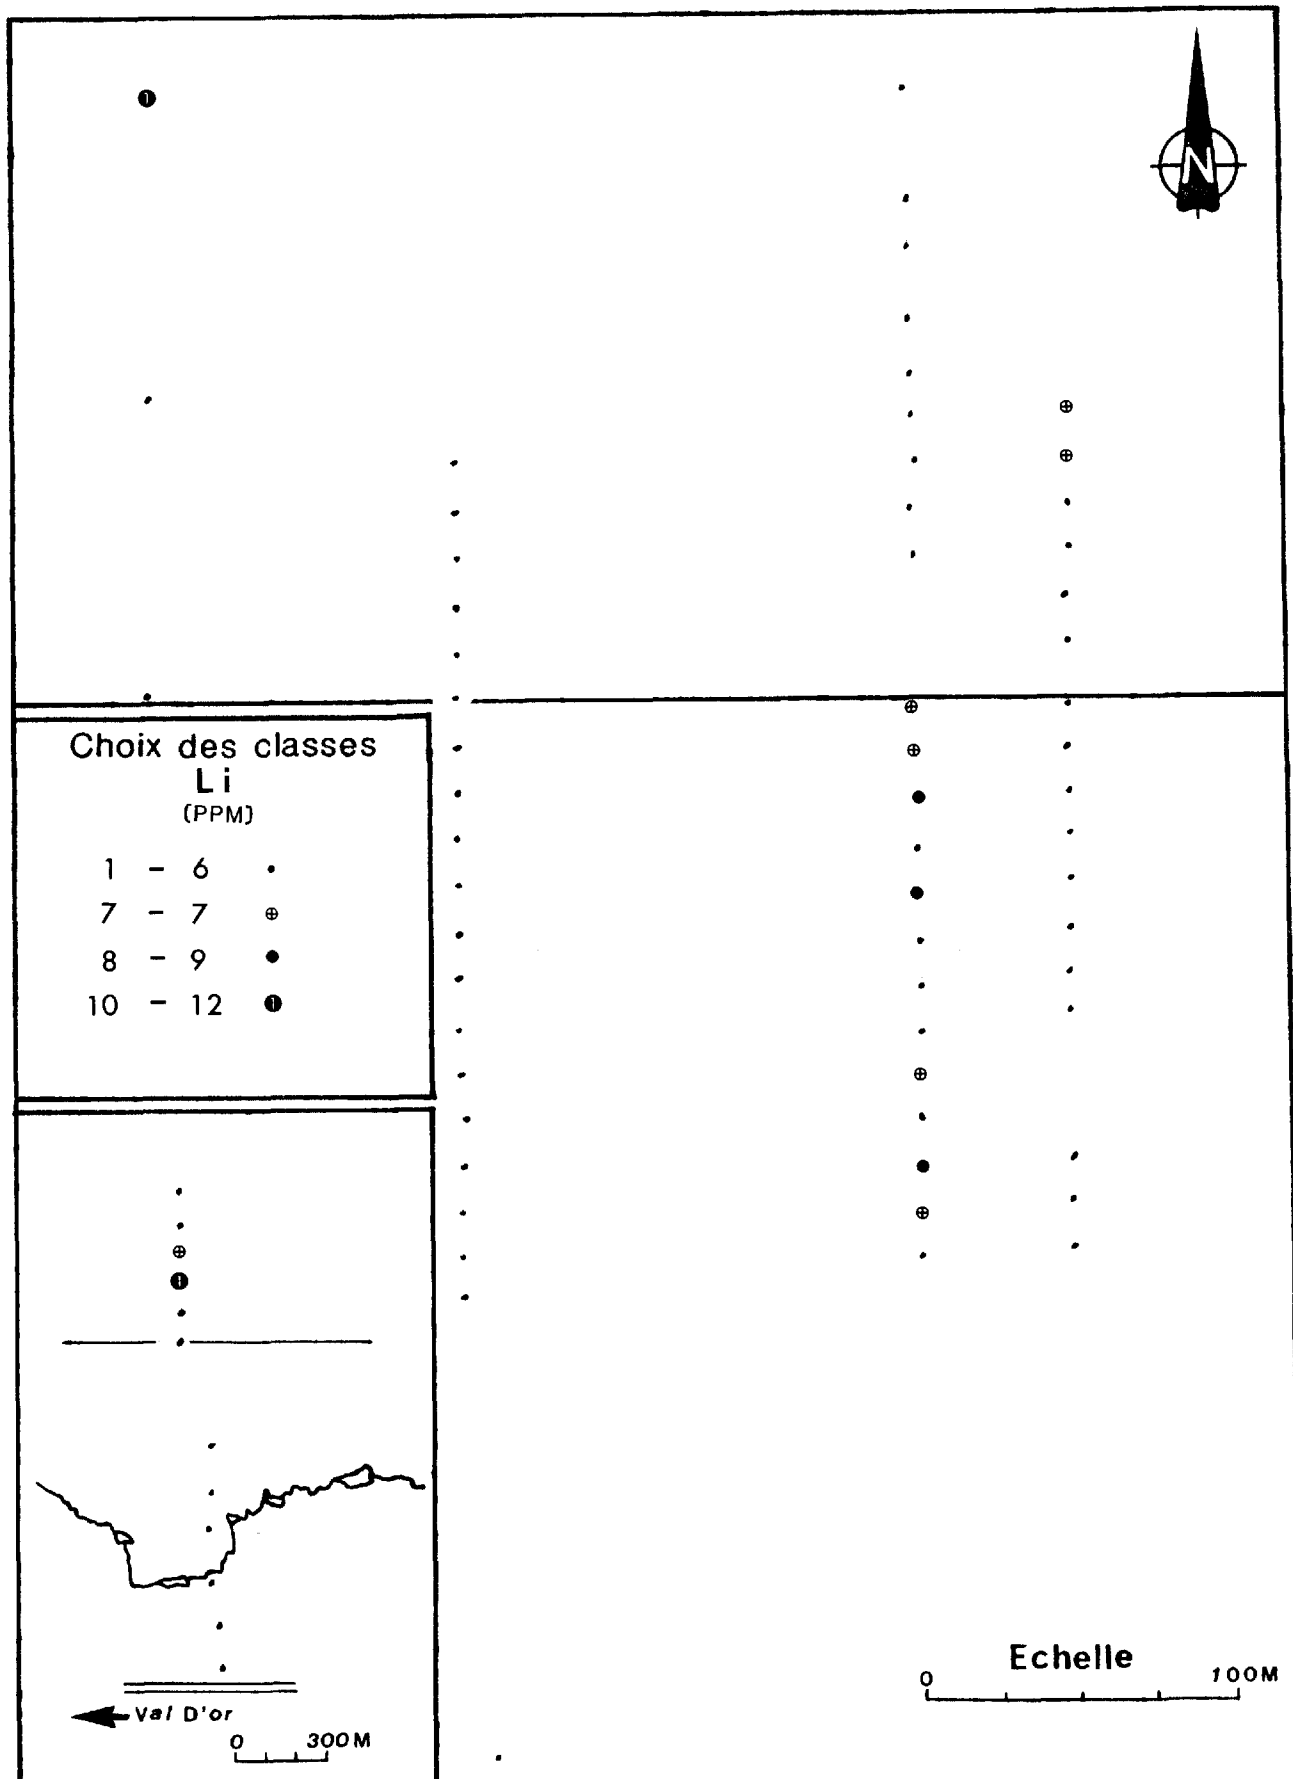 N
Choix des classes
Li
(PPM)
1 - 6
7 - 7
8 - 9
10 - 12
Val D'or
0 300M
Echelle
0 100M